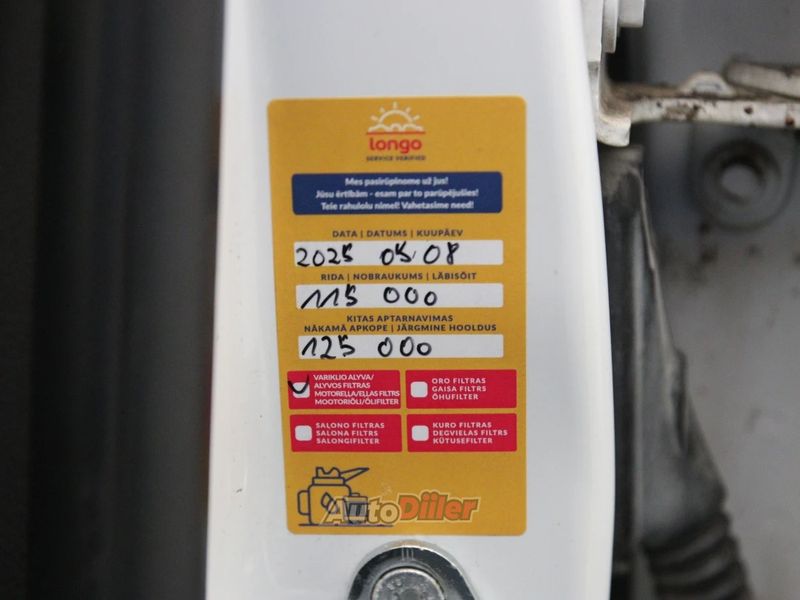 longo
SERVICE VERIFIED
Mes pasirūpinome už jus!
Jūsu ērtībām - esam par to parūpējušies!
Teie rahulolu nimel! Vahetasime need!
DATA | DATUMS | KUUPÄEV
2025 05 08
RIDA | NOBRAUKUMS | LÄBISÕIT
115 000
KITAS APTARNAVIMAS
NĀKAMĀ APKOPE | JÄRGMINE HOOLDUS
125 000
VARIKLIO ALYVA/
ALYVOS FILTRAS
MOTORELLA/ELLAS FILTRS
MOOTORIÕLI/ÕLIFILTER
ORO FILTRAS
GAISA FILTRS
ÕHUFILTER
SALONO FILTRAS
SALONA FILTRS
SALONGIFILTER
KURO FILTRAS
DEGVIELAS FILTRS
KÜTUSEFILTER
AutoDiiler